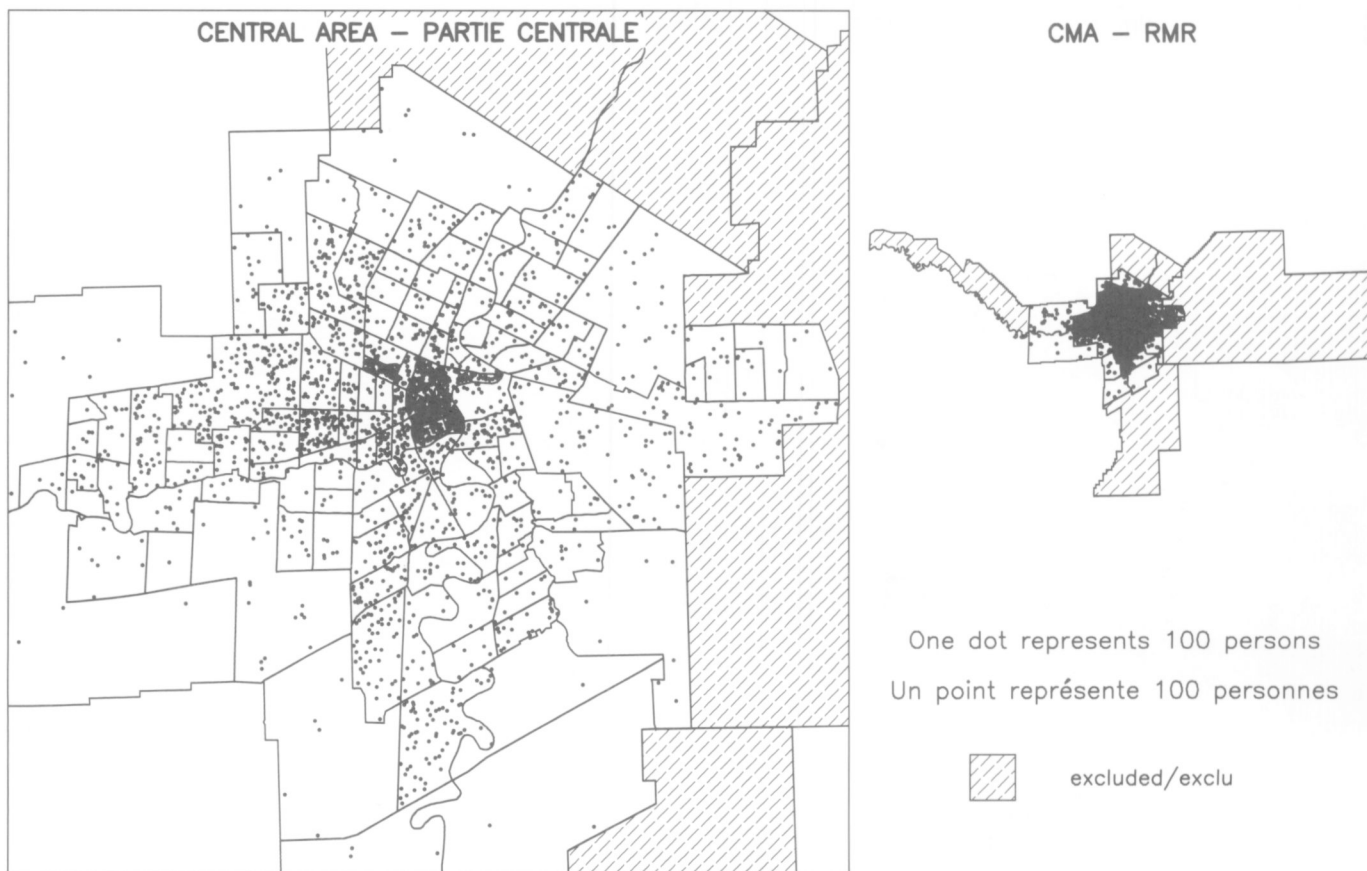 CENTRAL AREA – PARTIE CENTRALE
CMA – RMR
One dot represents 100 persons
Un point représente 100 personnes
excluded/exclu